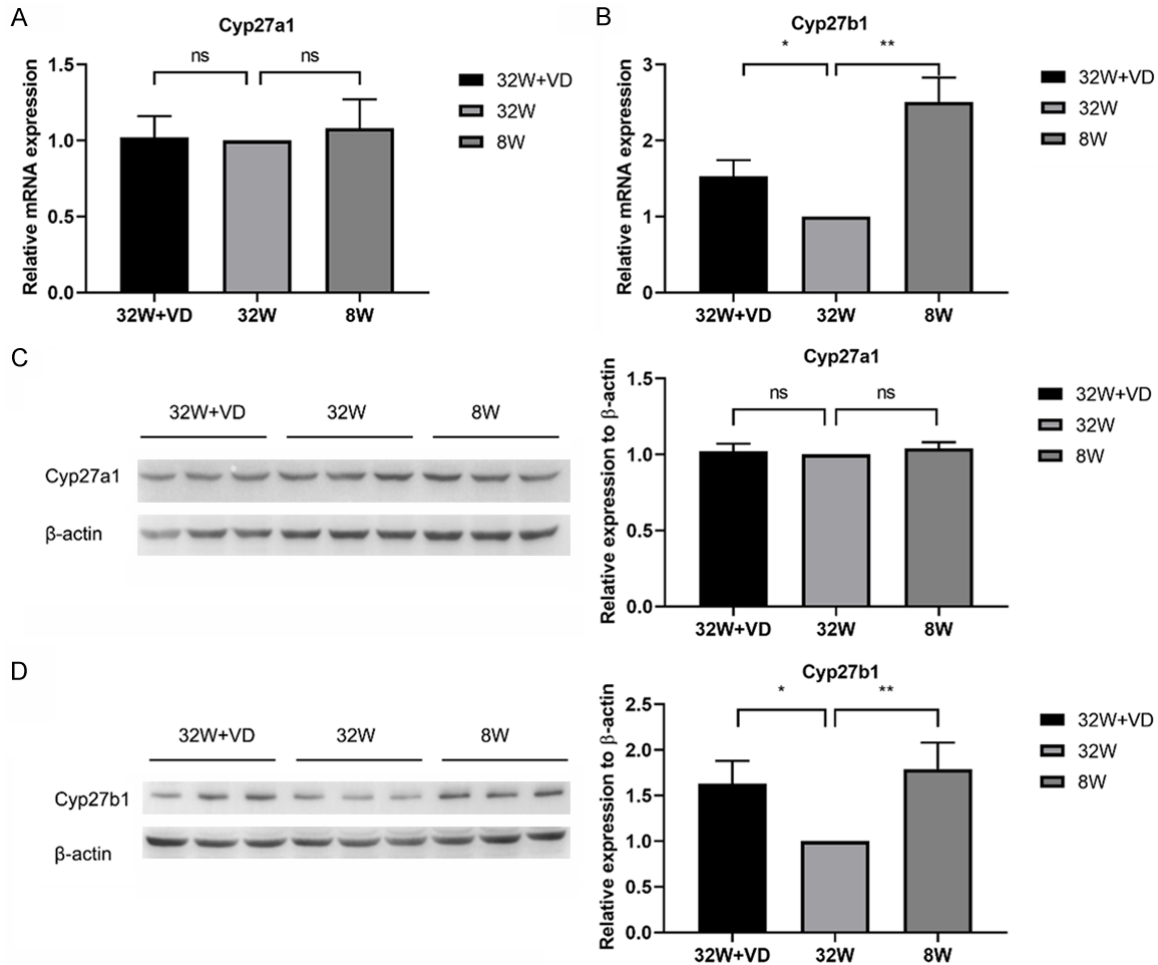 A
Cyp27a1
ns
ns
Relative mRNA expression
1.5
1.0
0.5
0.0
32W+VD
32W
8W
32W+VD
32W
8W
B
Cyp27b1
*
**
Relative mRNA expression
3
2
1
0
32W+VD
32W
8W
32W+VD
32W
8W
C
32W+VD
32W
8W
Cyp27a1
β-actin
Cyp27a1
ns
ns
Relative expression to β-actin
1.5
1.0
0.5
0.0
32W+VD
32W
8W
32W+VD
32W
8W
D
32W+VD
32W
8W
Cyp27b1
β-actin
Cyp27b1
*
**
Relative expression to β-actin
2.5
2.0
1.5
1.0
0.5
0.0
32W+VD
32W
8W
32W+VD
32W
8W